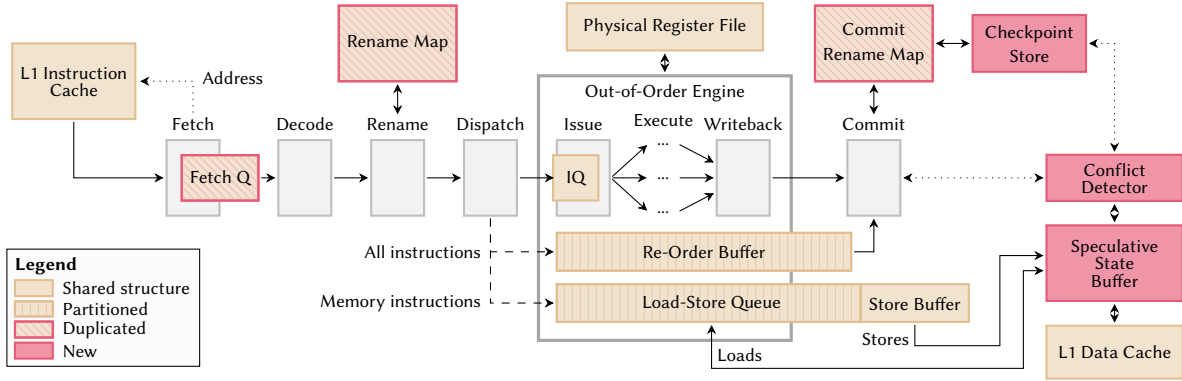 Physical Register File
Rename Map
Commit
Rename Map
Checkpoint
Store
L1 Instruction
Cache
Address
Out-of-Order Engine
Fetch
Decode
Rename
Dispatch
Issue
Execute
Writeback
Commit
Fetch Q
IQ
...
...
...
Conflict
Detector
All instructions
Re-Order Buffer
Speculative
State
Buffer
Legend
Shared structure
Partitioned
Duplicated
New
Memory instructions
Load-Store Queue
Store Buffer
Stores
Loads
L1 Data Cache